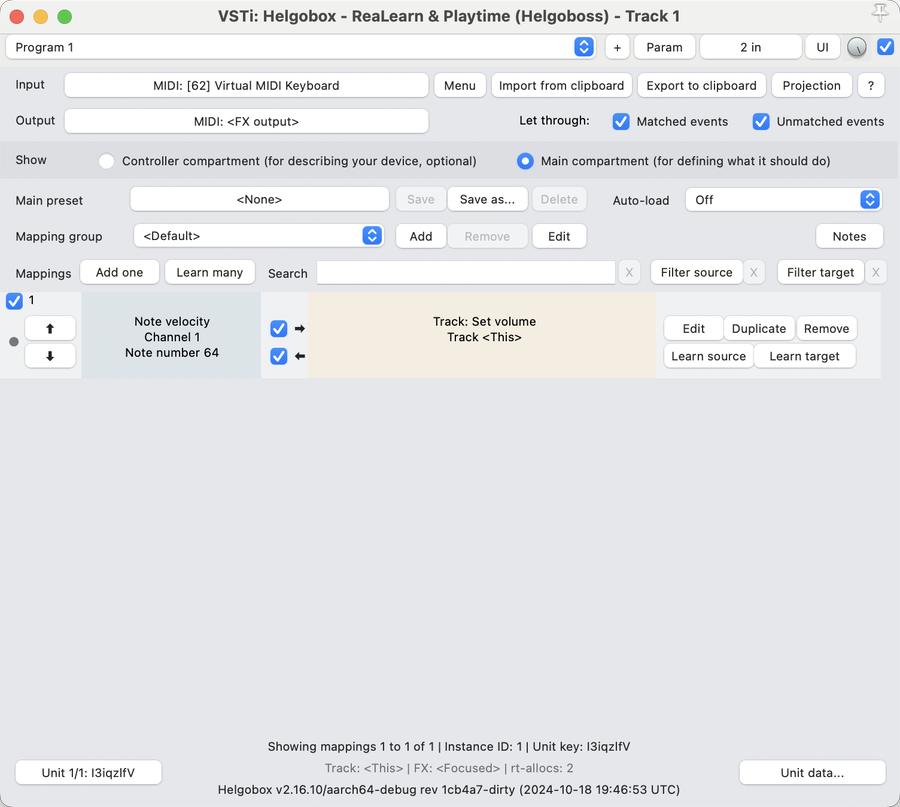 VSTi: Helgobox - ReaLearn & Playtime (Helgoboss) - Track 1
Program 1 + Param 2 in UI
Input MIDI: [62] Virtual MIDI Keyboard Menu Import from clipboard Export to clipboard Projection ?
Output MIDI: <FX output> Let through: Matched events Unmatched events
Show Controller compartment (for describing your device, optional) Main compartment (for defining what it should do)
Main preset <None> Save Save as... Delete Auto-load Off
Mapping group <Default> Add Remove Edit Notes
Mappings Add one Learn many Search X Filter source X Filter target X
1
Note velocity
Channel 1
Note number 64
Track: Set volume
Track <This>
Edit Duplicate Remove
Learn source Learn target
Showing mappings 1 to 1 of 1 | Instance ID: 1 | Unit key: I3iqzIfV
Track: <This> | FX: <Focused> | rt-allocs: 2
Unit 1/1: I3iqzIfV Unit data...
Helgobox v2.16.10/aarch64-debug rev 1cb4a7-dirty (2024-10-18 19:46:53 UTC)